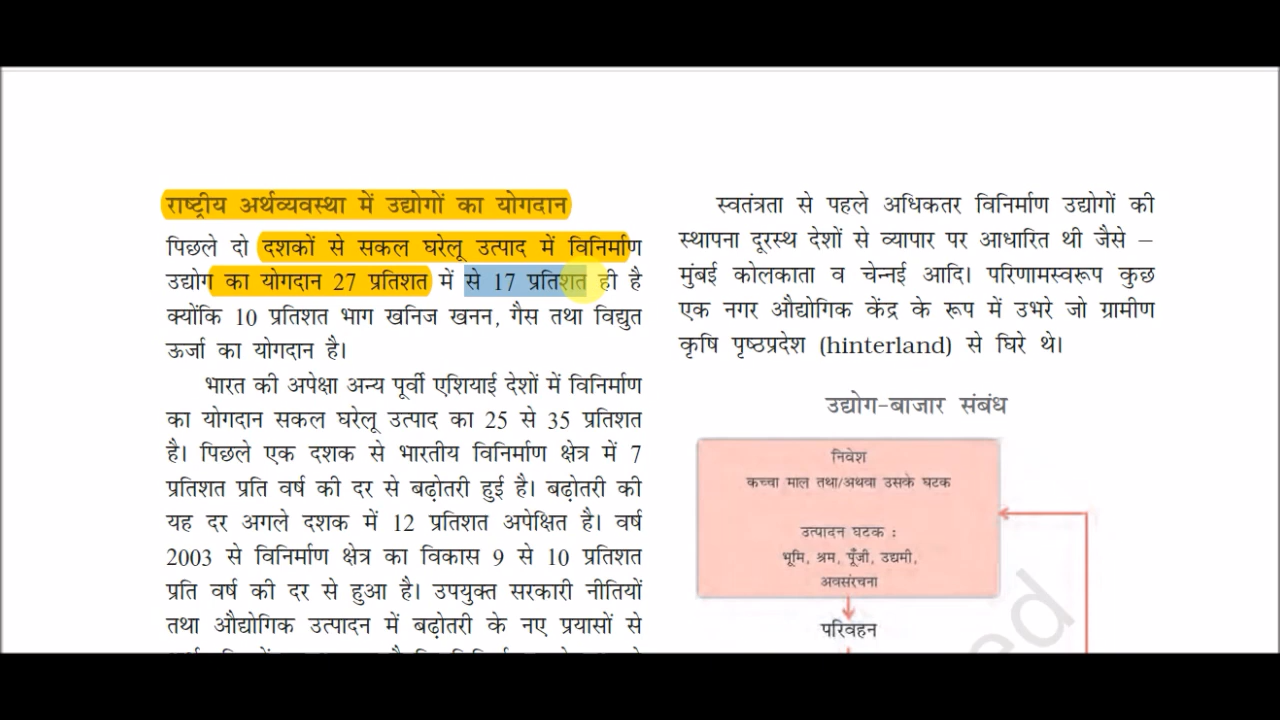 राष्ट्रीय अर्थव्यवस्था में उद्योगों का योगदान
पिछले दो दशकों से सकल घरेलू उत्पाद में विनिर्माण
उद्योग का योगदान 27 प्रतिशत में से 17 प्रतिशत ही है
क्योंकि 10 प्रतिशत भाग खनिज खनन, गैस तथा विद्युत
ऊर्जा का योगदान है।
भारत की अपेक्षा अन्य पूर्वी एशियाई देशों में विनिर्माण
का योगदान सकल घरेलू उत्पाद का 25 से 35 प्रतिशत
है। पिछले एक दशक से भारतीय विनिर्माण क्षेत्र में 7
प्रतिशत प्रति वर्ष की दर से बढ़ोतरी हुई है। बढ़ोतरी की
यह दर अगले दशक में 12 प्रतिशत अपेक्षित है। वर्ष
2003 से विनिर्माण क्षेत्र का विकास 9 से 10 प्रतिशत
प्रति वर्ष की दर से हुआ है। उपयुक्त सरकारी नीतियों
तथा औद्योगिक उत्पादन में बढ़ोतरी के नए प्रयासों से
स्वतंत्रता से पहले अधिकतर विनिर्माण उद्योगों की
स्थापना दूरस्थ देशों से व्यापार पर आधारित थी जैसे –
मुंबई कोलकाता व चेन्नई आदि। परिणामस्वरूप कुछ
एक नगर औद्योगिक केंद्र के रूप में उभरे जो ग्रामीण
कृषि पृष्ठप्रदेश (hinterland) से घिरे थे।
उद्योग-बाजार संबंध
निवेश
कच्चा माल तथा/अथवा उसके घटक
उत्पादन घटक :
भूमि, श्रम, पूँजी, उद्यमी,
अवसंरचना
परिवहन